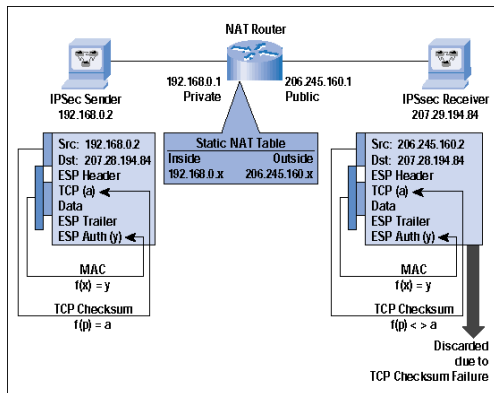 NAT Router
IPSec Sender
192.168.0.2
192.168.0.1
Private
206.245.160.1
Public
IPSsec Receiver
207.29.194.84
Static NAT Table
Inside Outside
192.168.0.x 206.245.160.x
Src: 192.168.0.2
Dst: 207.28.194.84
ESP Header
TCP (a)
Data
ESP Trailer
ESP Auth (y)
MAC
f(x) = y
TCP Checksum
f(p) = a
Src: 206.245.160.2
Dst: 207.28.194.84
ESP Header
TCP (a)
Data
ESP Trailer
ESP Auth (y)
MAC
f(x) = y
TCP Checksum
f(p) < > a
Discarded
due to
TCP Checksum Failure